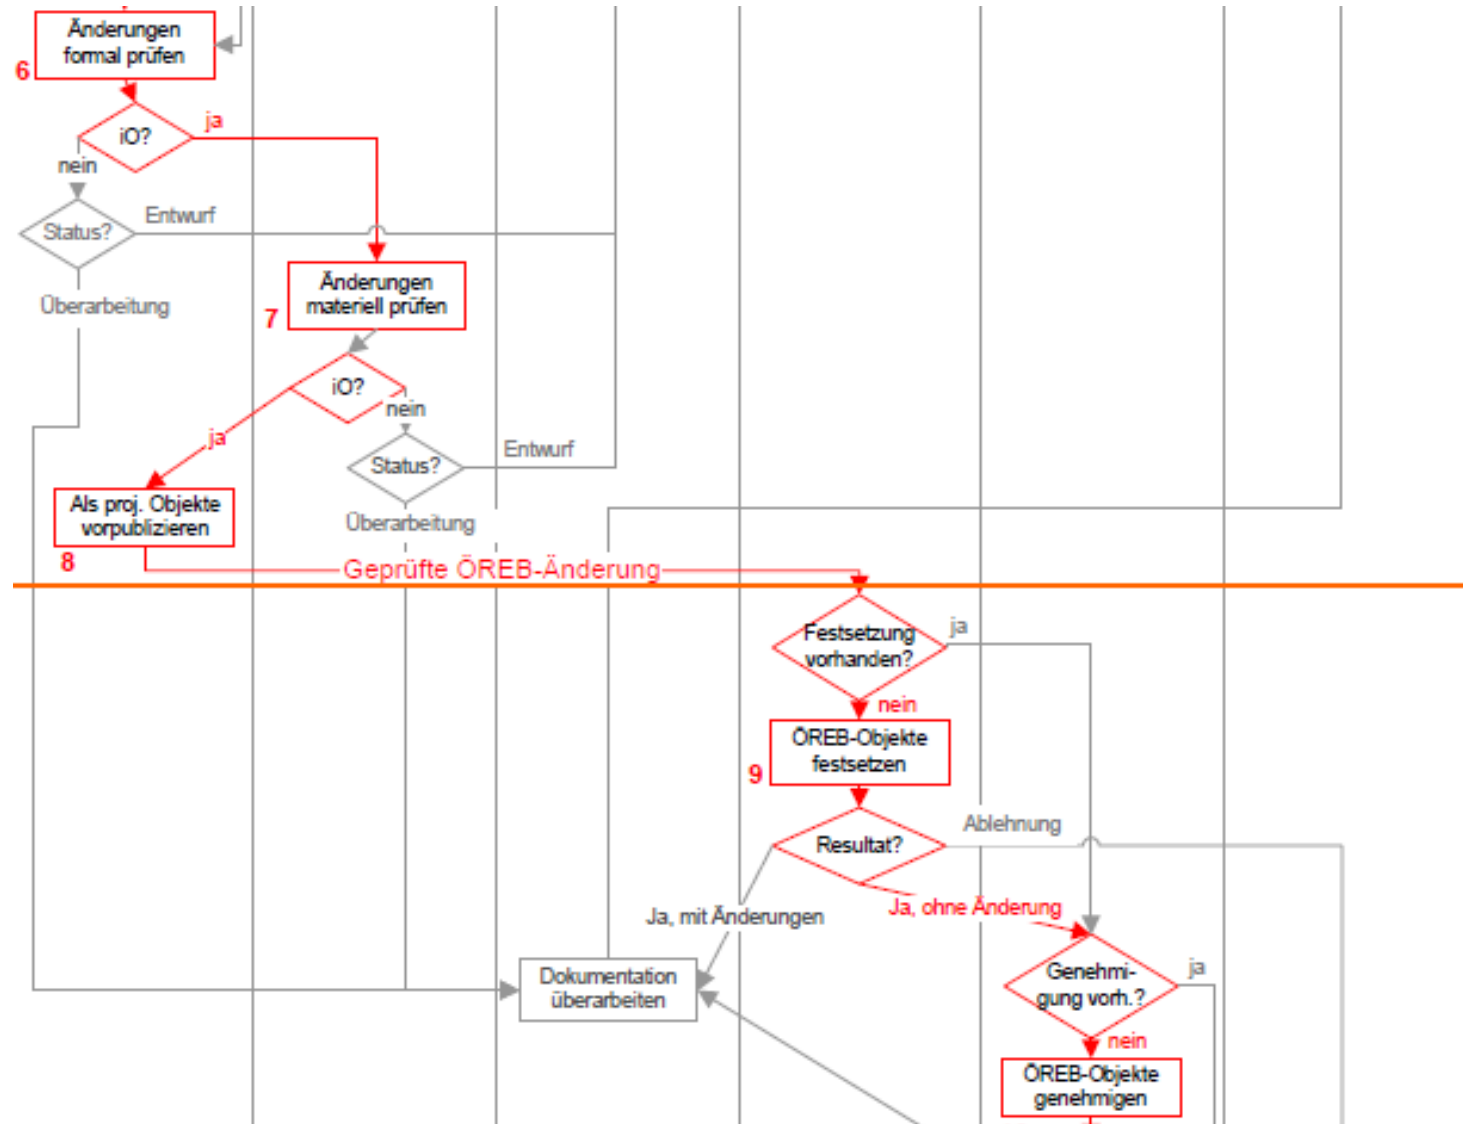 Änderungen
formal prüfen
6
iO?
ja
nein
Status?
Entwurf
Überarbeitung
Änderungen
materiell prüfen
7
iO?
nein
ja
Status?
Entwurf
Als proj. Objekte
vorpublizieren
8
Überarbeitung
Geprüfte ÖREB-Änderung
Festsetzung
vorhanden?
ja
nein
ÖREB-Objekte
festsetzen
9
Resultat?
Ablehnung
Ja, mit Änderungen
Ja, ohne Änderung
Dokumentation
überarbeiten
Genehmi-
gung vorh.?
ja
nein
ÖREB-Objekte
genehmigen